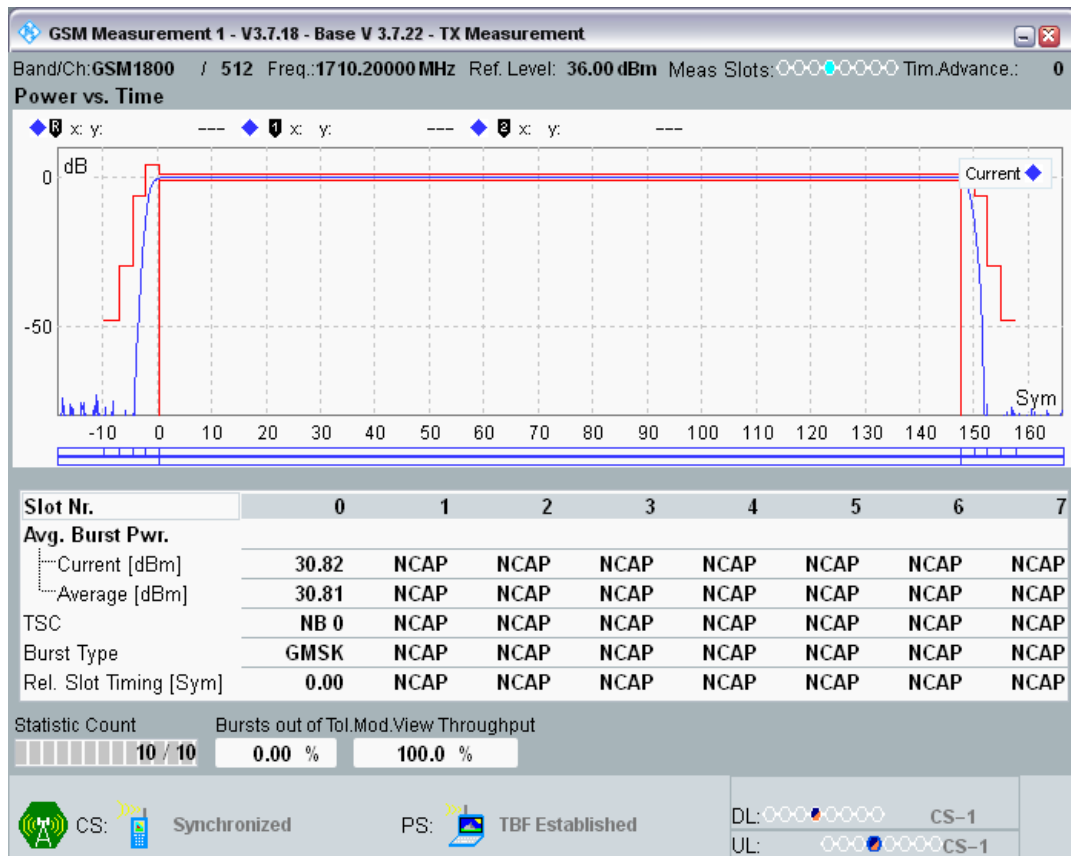 GSM Measurement 1 - V3.7.18 - Base V 3.7.22 - TX Measurement
Band/Ch:GSM1800 / 512 Freq.:1710.20000 MHz Ref. Level: 36.00 dBm Meas Slots: Tim.Advance.: 0
Power vs. Time
R x: y: --- 1 x: y: --- 2 x: y: ---
dB
0
Current
-50
Sym
-10 0 10 20 30 40 50 60 70 80 90 100 110 120 130 140 150 160
Slot Nr. 0 1 2 3 4 5 6 7
Avg. Burst Pwr.
Current [dBm] 30.82 NCAP NCAP NCAP NCAP NCAP NCAP NCAP
Average [dBm] 30.81 NCAP NCAP NCAP NCAP NCAP NCAP NCAP
TSC NB 0 NCAP NCAP NCAP NCAP NCAP NCAP NCAP
Burst Type GMSK NCAP NCAP NCAP NCAP NCAP NCAP NCAP
Rel. Slot Timing [Sym] 0.00 NCAP NCAP NCAP NCAP NCAP NCAP NCAP
Statistic Count Bursts out of Tol.Mod.View Throughput
10 / 10 0.00 % 100.0 %
CS: Synchronized PS: TBF Established DL: CS-1
UL: CS-1